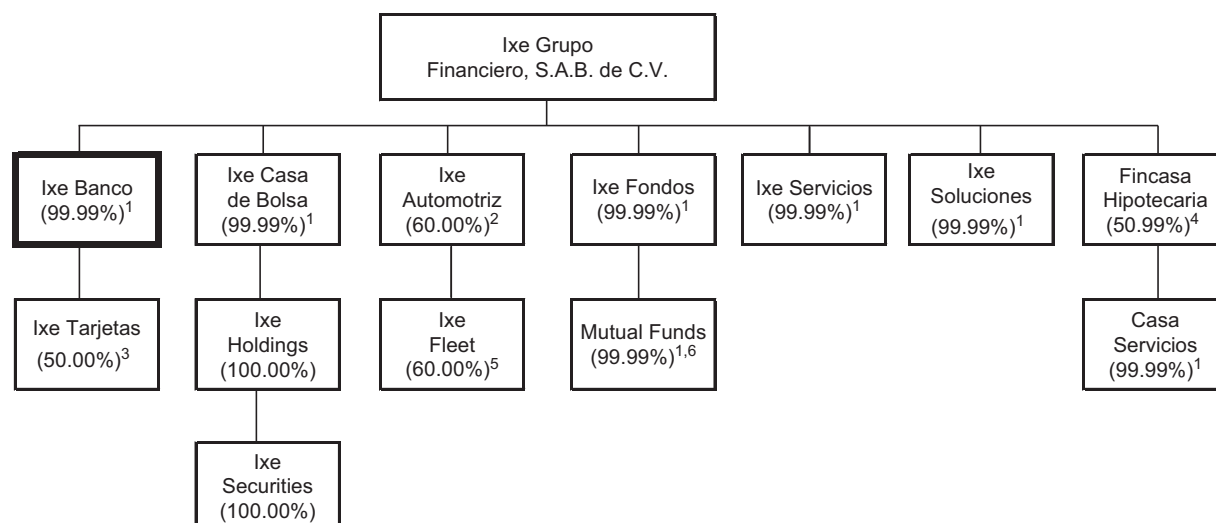 Ixe Grupo
Financiero, S.A.B. de C.V.
Ixe Banco
(99.99%)1
Ixe Casa
de Bolsa
(99.99%)1
Ixe
Automotriz
(60.00%)2
Ixe Fondos
(99.99%)1
Ixe Servicios
(99.99%)1
Ixe
Soluciones
(99.99%)1
Fincasa
Hipotecaria
(50.99%)4
Ixe Tarjetas
(50.00%)3
Ixe
Holdings
(100.00%)
Ixe
Fleet
(60.00%)5
Mutual Funds
(99.99%)1,6
Casa
Servicios
(99.99%)1
Ixe
Securities
(100.00%)